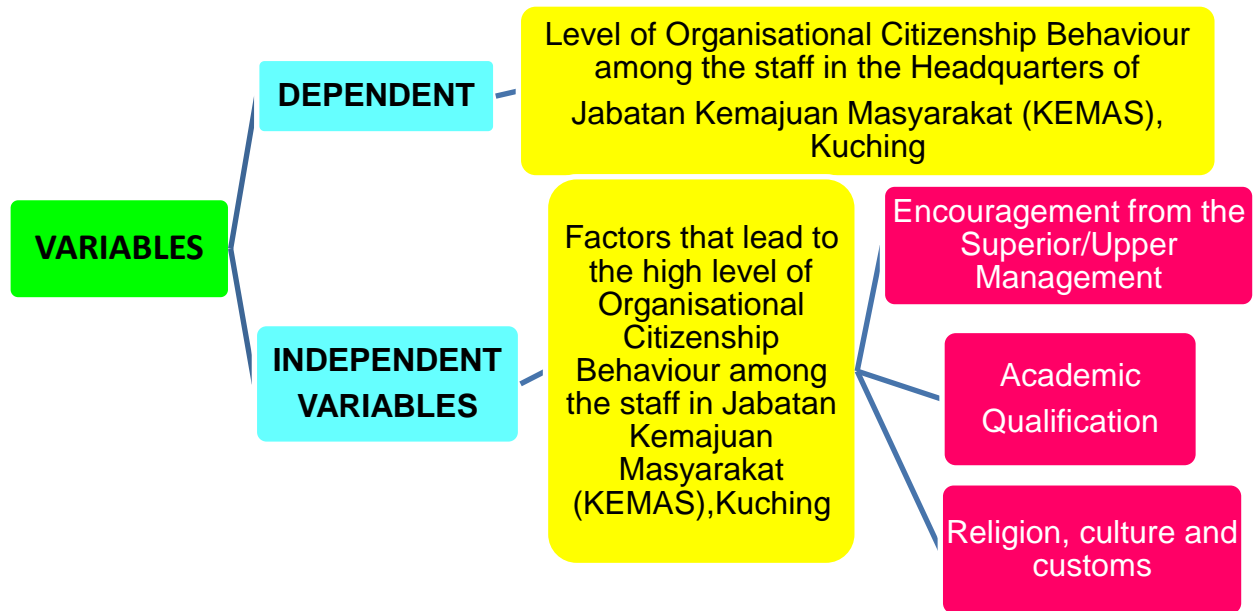 VARIABLES
DEPENDENT
Level of Organisational Citizenship Behaviour
among the staff in the Headquarters of
Jabatan Kemajuan Masyarakat (KEMAS),
Kuching
INDEPENDENT
VARIABLES
Factors that lead to
the high level of
Organisational
Citizenship
Behaviour among
the staff in Jabatan
Kemajuan
Masyarakat
(KEMAS),Kuching
Encouragement from the
Superior/Upper
Management
Academic
Qualification
Religion, culture and
customs